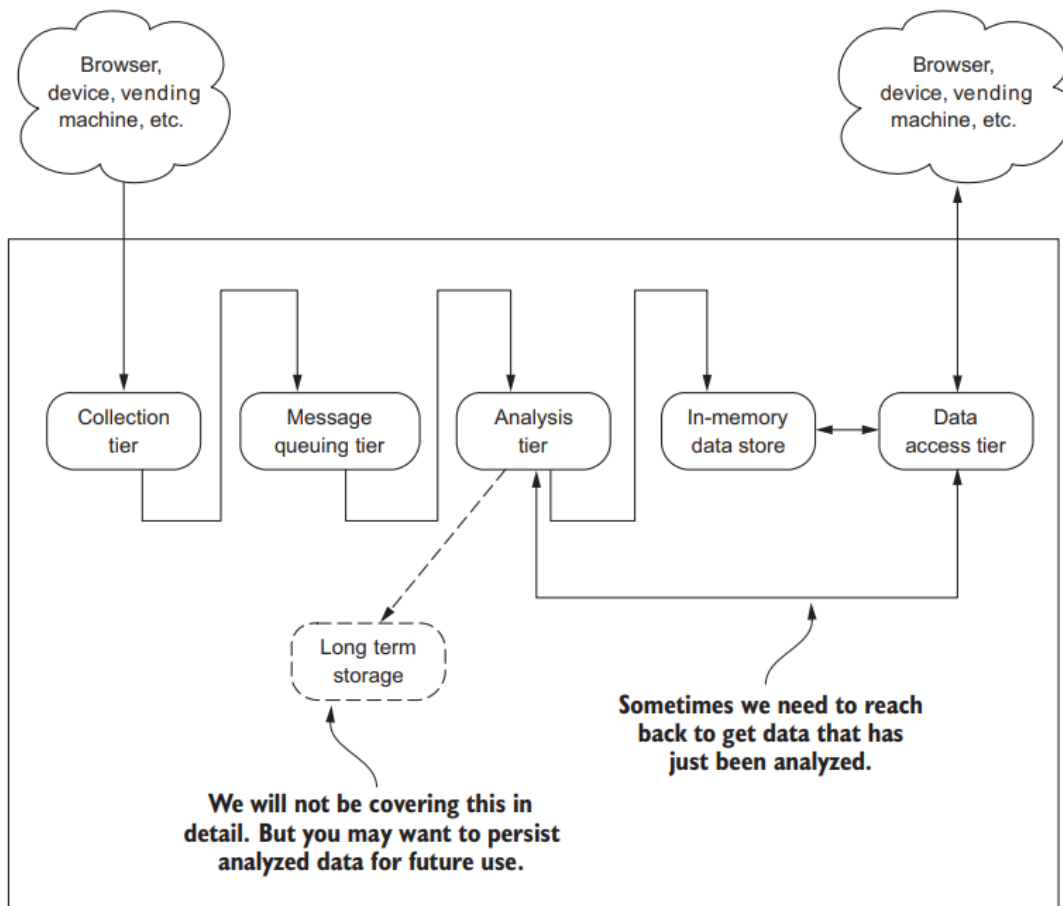 Browser,
device, vending
machine, etc.
Browser,
device, vending
machine, etc.
Collection
tier
Message
queuing tier
Analysis
tier
In-memory
data store
Data
access tier
Long term
storage
Sometimes we need to reach
back to get data that has
just been analyzed.
We will not be covering this in
detail. But you may want to persist
analyzed data for future use.